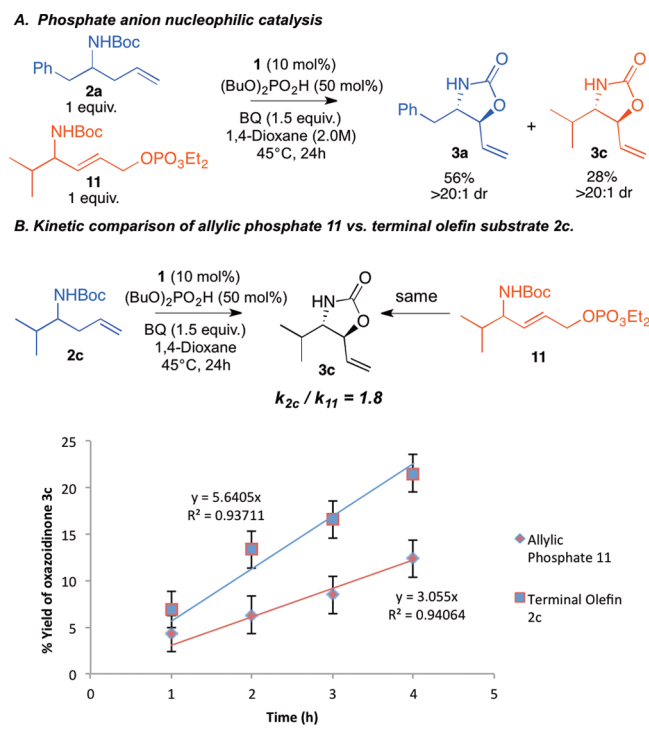 A. Phosphate anion nucleophilic catalysis
NHBoc
Ph
2a
1 equiv.
NHBoc
OPO₃Et₂
11
1 equiv.
1 (10 mol%)
(BuO)₂PO₂H (50 mol%)
BQ (1.5 equiv.)
1,4-Dioxane (2.0M)
45°C, 24h
O
HN
O
Ph
3a
56%
>20:1 dr
+
O
HN
O
3c
28%
>20:1 dr
B. Kinetic comparison of allylic phosphate 11 vs. terminal olefin substrate 2c.
NHBoc
2c
1 (10 mol%)
(BuO)₂PO₂H (50 mol%)
BQ (1.5 equiv.)
1,4-Dioxane
45°C, 24h
O
HN
O
3c
same
NHBoc
OPO₃Et₂
11
k2c / k11 = 1.8
% Yield of oxazoidinone 3c
25
20
15
10
5
0
y = 5.6405x
R² = 0.93711
y = 3.055x
R² = 0.94064
0 1 2 3 4 5
Time (h)
Allylic
Phosphate 11
Terminal Olefin
2c